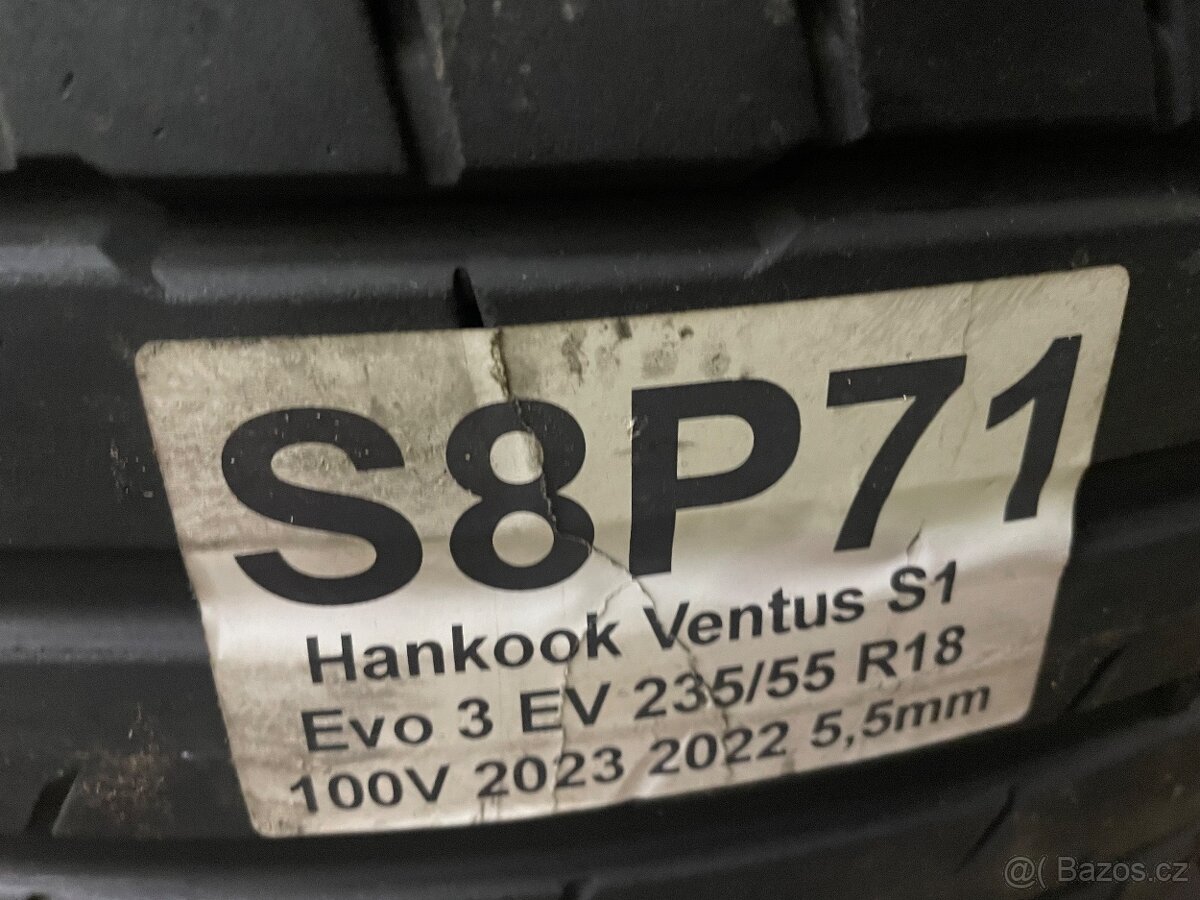 S8P71
Hankook Ventus S1
Evo 3 EV 235/55 R18
100V 2023 2022 5,5mm
@( Bazos.cz